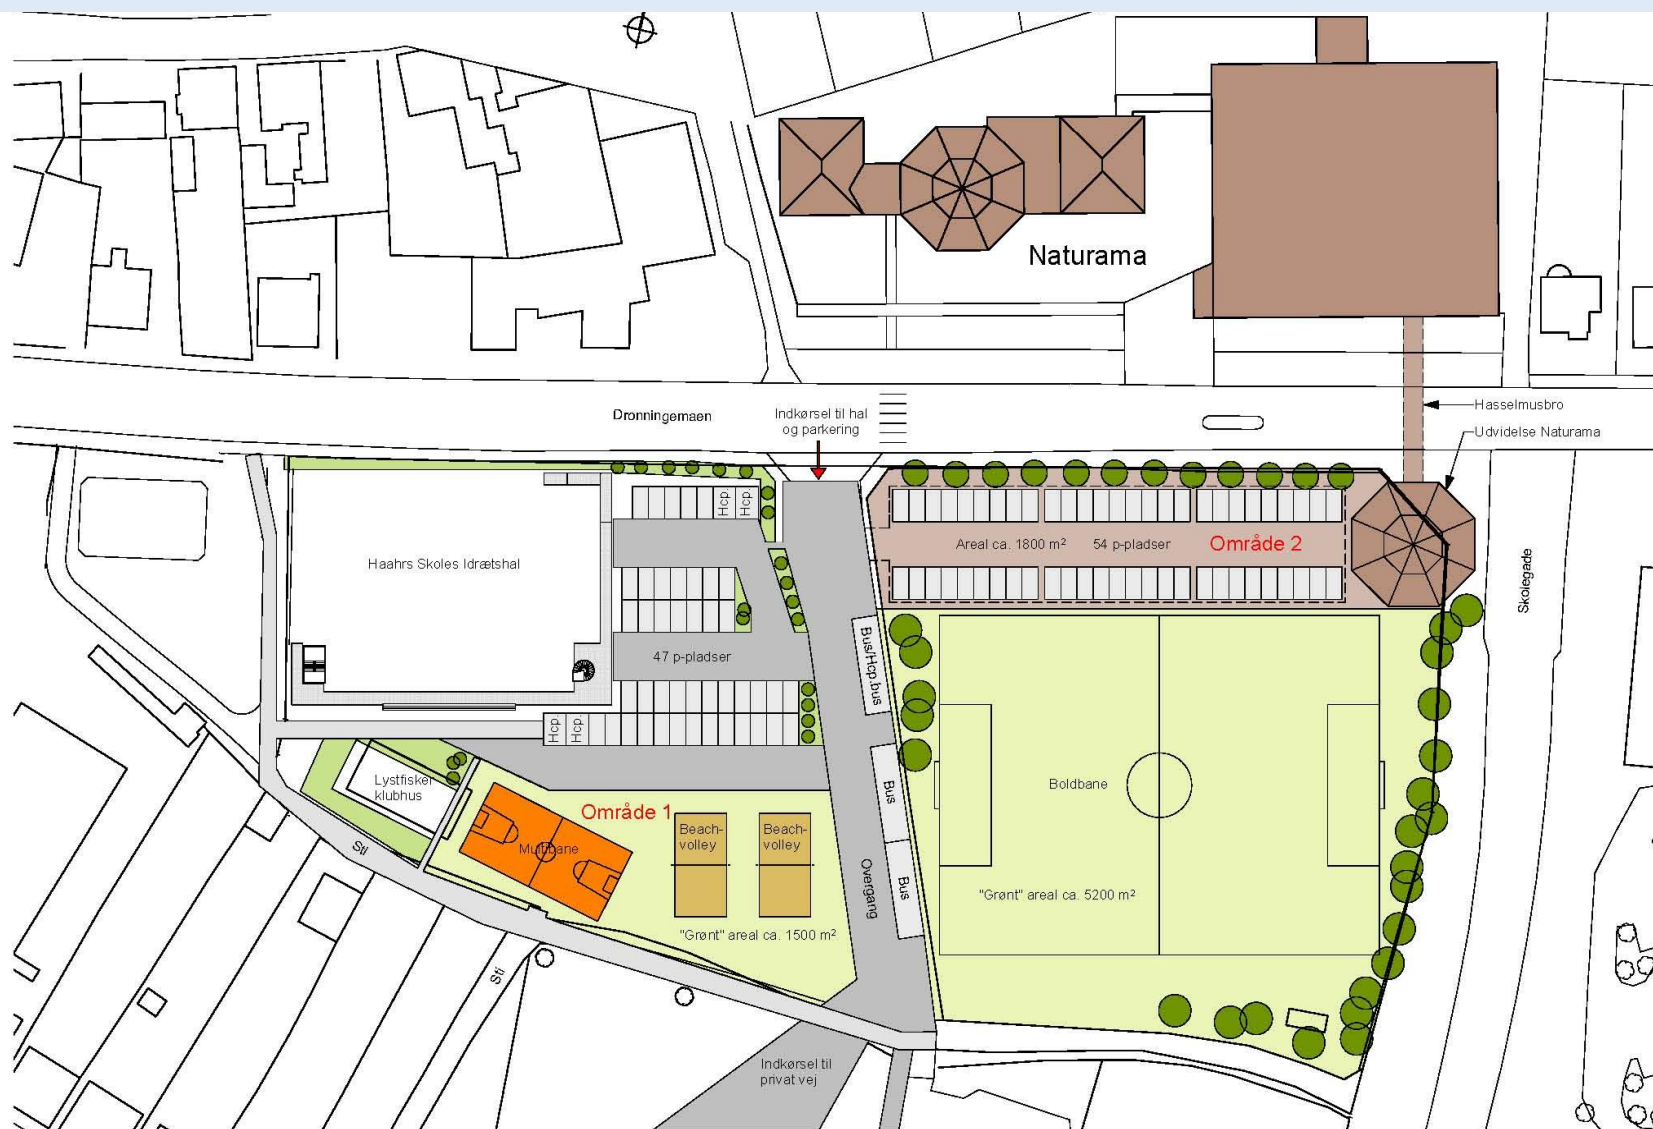 Naturama
Dronningemaen
Indkørsel til hal
og parkering
Hasselmusbro
Udvidelse Naturama
Hcp.
Hcp.
Areal ca. 1800 m²
54 p-pladser
Område 2
Haahrs Skoles Idrætshal
Skolegade
47 p-pladser
Bus/Hcp.bus
Hcp.
Hcp.
Lystfisker
klubhus
Område 1
Multibane
Beach-
volley
Beach-
volley
Bus
Boldbane
Sti
Overgang
Bus
"Grønt" areal ca. 5200 m²
"Grønt" areal ca. 1500 m²
Sti
Indkørsel til
privat vej